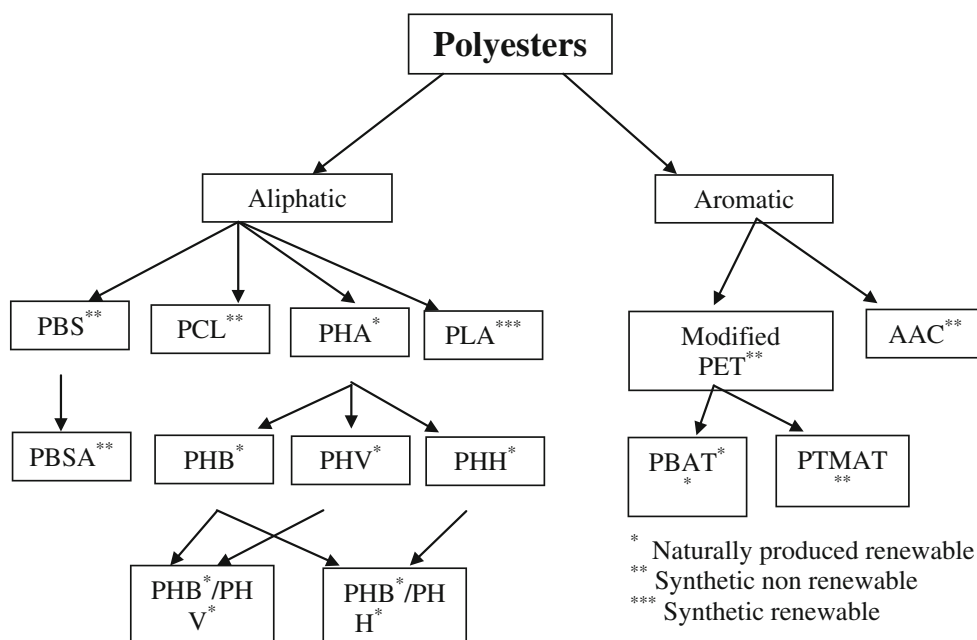 Polyesters
Aliphatic
Aromatic
PBS**
PCL**
PHA*
PLA***
Modified
PET**
AAC**
PBSA**
PHB*
PHV*
PHH*
PBAT*
*
PTMAT
**
PHB*/PH
V*
PHB*/PH
H*
* Naturally produced renewable
** Synthetic non renewable
*** Synthetic renewable